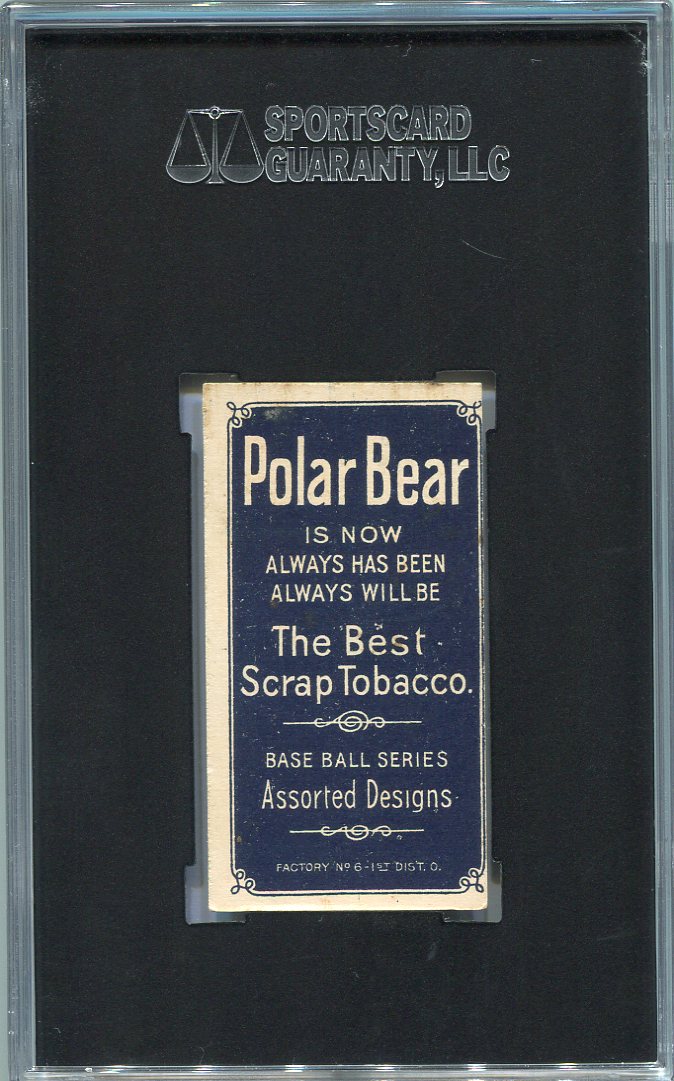 SPORTSCARD
GUARANTY, LLC
Polar Bear
IS NOW
ALWAYS HAS BEEN
ALWAYS WILL BE
The Best
Scrap Tobacco.
BASE BALL SERIES
Assorted Designs
FACTORY Nº 6-1ST DIST. O.